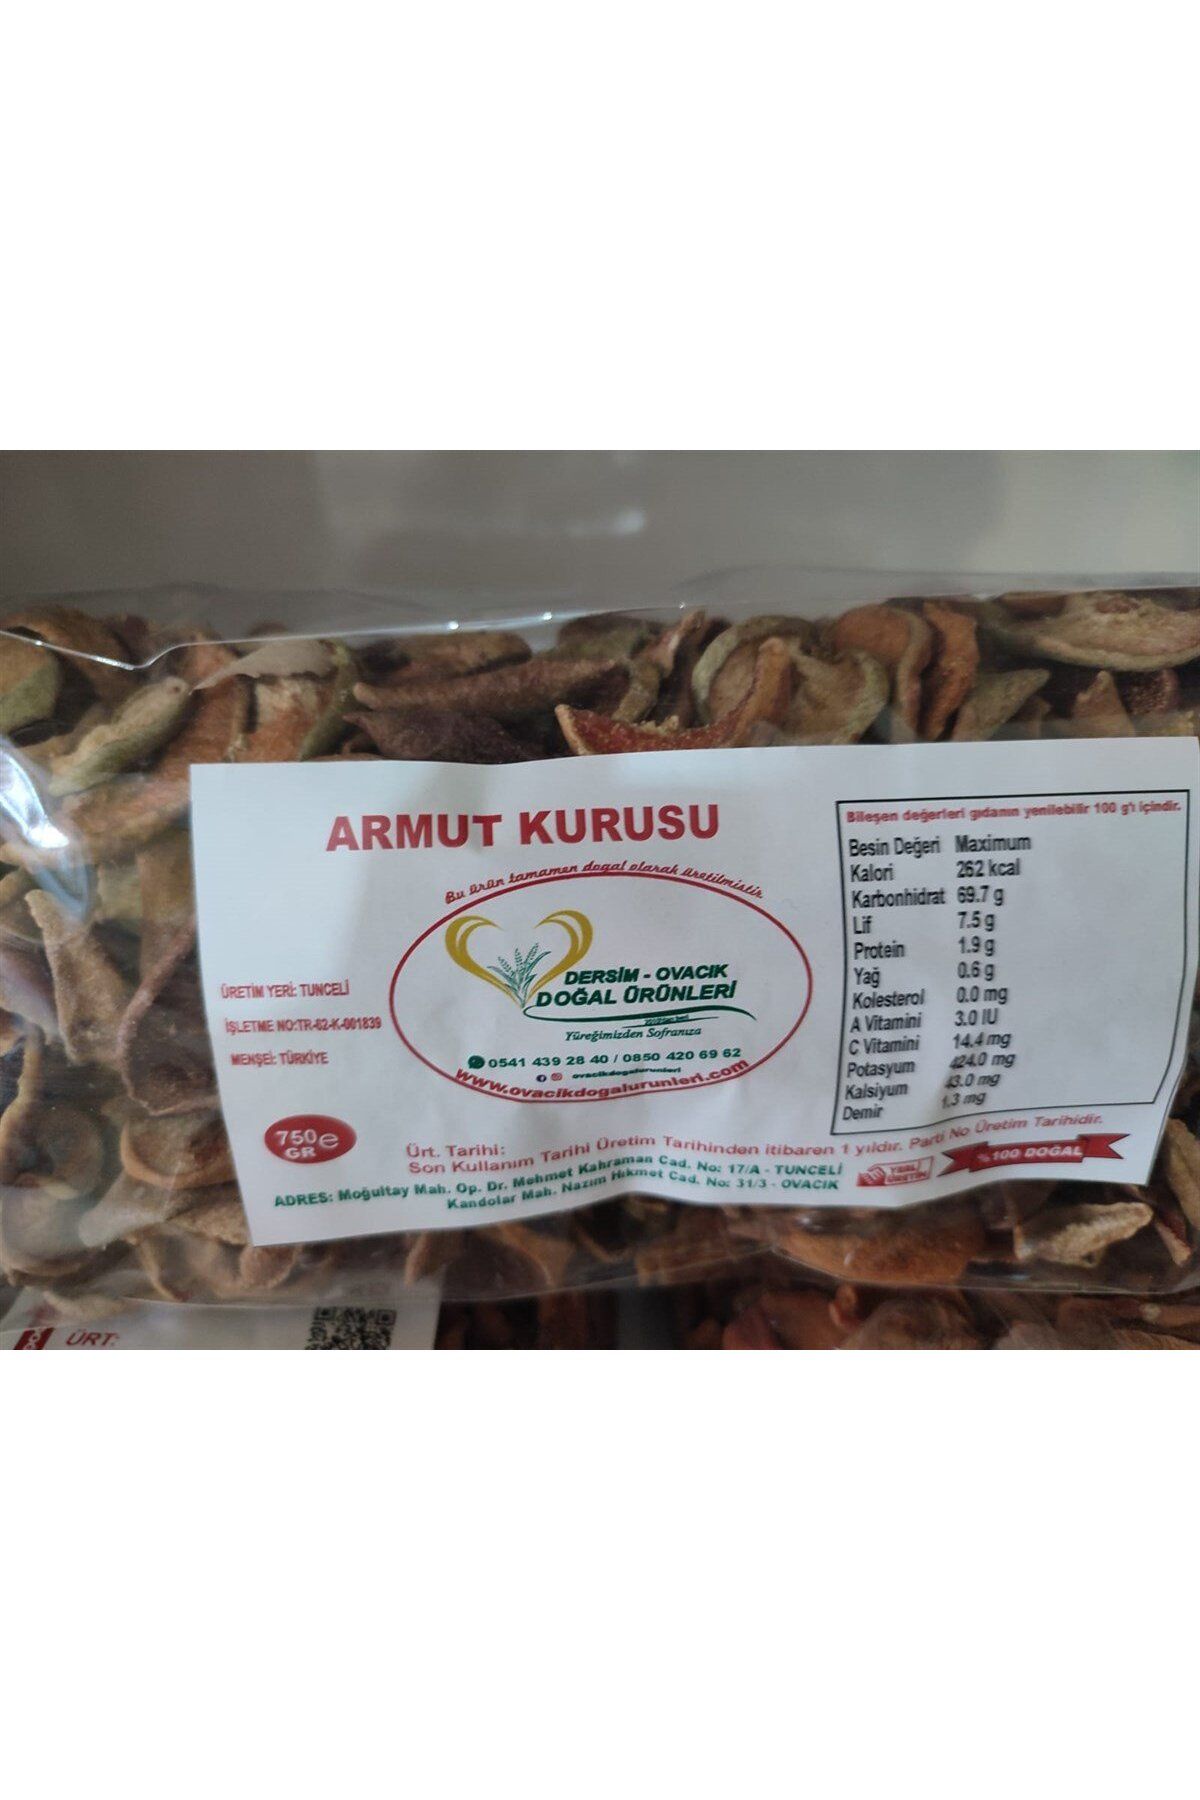 ARMUT KURUSU
Bu ürün tamamen doğal olarak üretilmiştir
DERSİM - OVACIK
DOĞAL ÜRÜNLERİ
Yüreğimizden Sofranıza
0541 439 28 40 / 0850 420 69 62
ovacikdogalurunleri
www.ovacikdogalurunleri.com
ÜRETİM YERİ: TUNCELİ
İŞLETME NO:TR-62-K-001839
MENŞEİ: TÜRKİYE
750 e
GR
Bileşen değerleri gıdanın yenilebilir 100 g'ı içindir.
Besin Değeri Maximum
Kalori 262 kcal
Karbonhidrat 69.7 g
Lif 7.5 g
Protein 1.9 g
Yağ 0.6 g
Kolesterol 0.0 mg
A Vitamini 3.0 IU
C Vitamini 14.4 mg
Potasyum 424.0 mg
Kalsiyum 43.0 mg
Demir 1.3 mg
Ürt. Tarihi:
Son Kullanım Tarihi Üretim Tarihinden itibaren 1 yıldır. Parti No Üretim Tarihidir.
ADRES: Moğultay Mah. Op. Dr. Mehmet Kahraman Cad. No: 17/A - TUNCELİ
Kandolar Mah. Nazım Hikmet Cad. No: 31/3 - OVACIK
YERLİ
ÜRETİM
%100 DOĞAL
ÜRT: